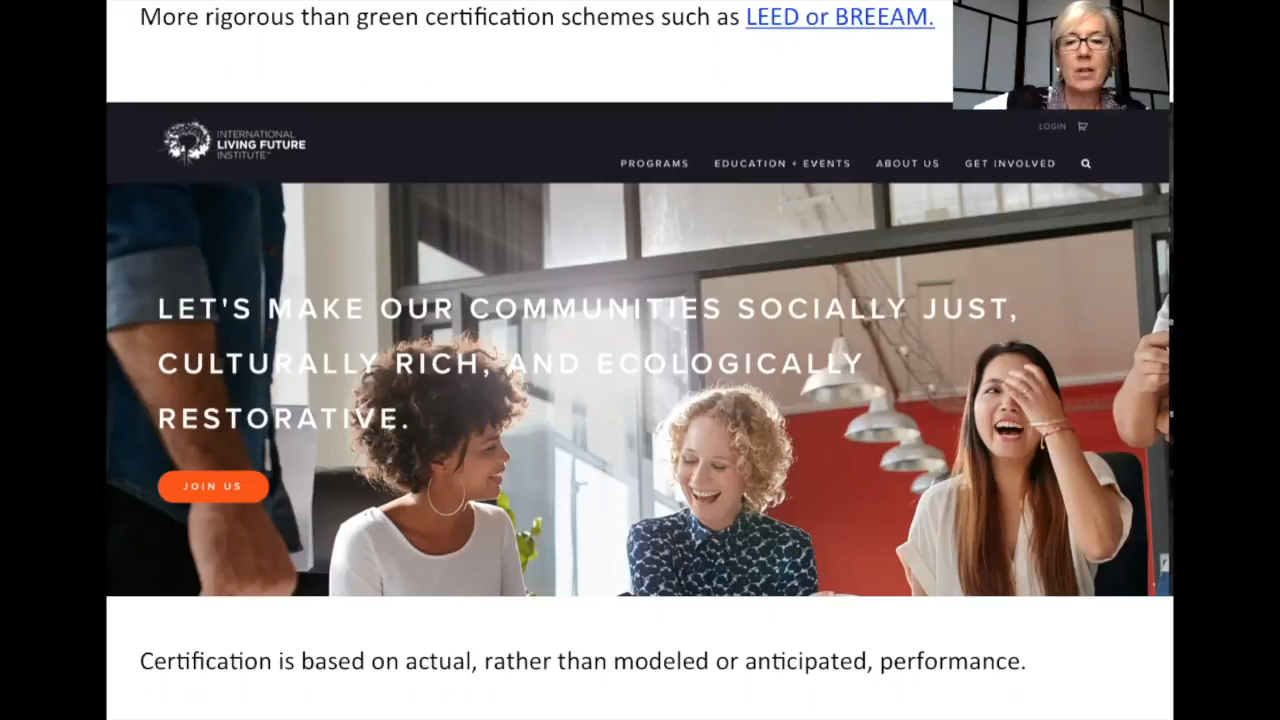 More rigorous than green certification schemes such as LEED or BREEAM.
INTERNATIONAL
LIVING FUTURE
INSTITUTE™
LOGIN
PROGRAMS EDUCATION + EVENTS ABOUT US GET INVOLVED
LET'S MAKE OUR COMMUNITIES SOCIALLY JUST,
CULTURALLY RICH, AND ECOLOGICALLY
RESTORATIVE.
JOIN US
Certification is based on actual, rather than modeled or anticipated, performance.